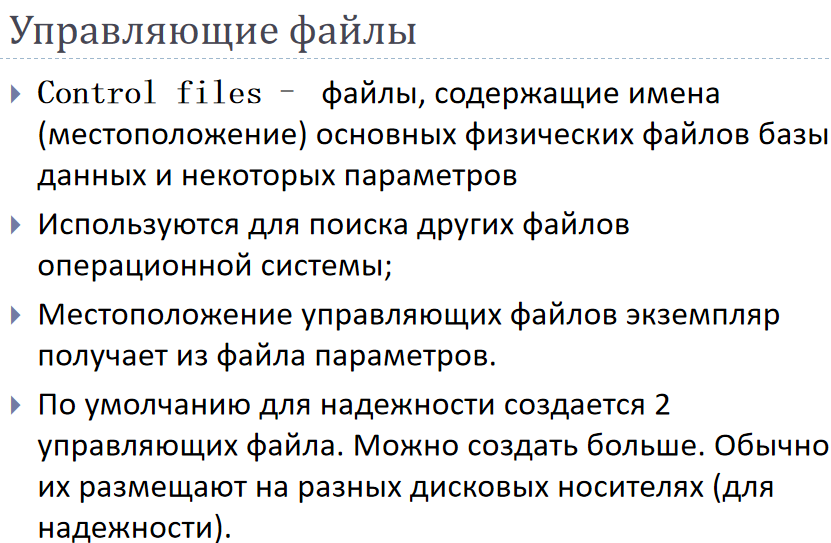 Управляющие файлы
Control files – файлы, содержащие имена
(местоположение) основных физических файлов базы
данных и некоторых параметров
Используются для поиска других файлов
операционной системы;
Местоположение управляющих файлов экземпляр
получает из файла параметров.
По умолчанию для надежности создается 2
управляющих файла. Можно создать больше. Обычно
их размещают на разных дисковых носителях (для
надежности).